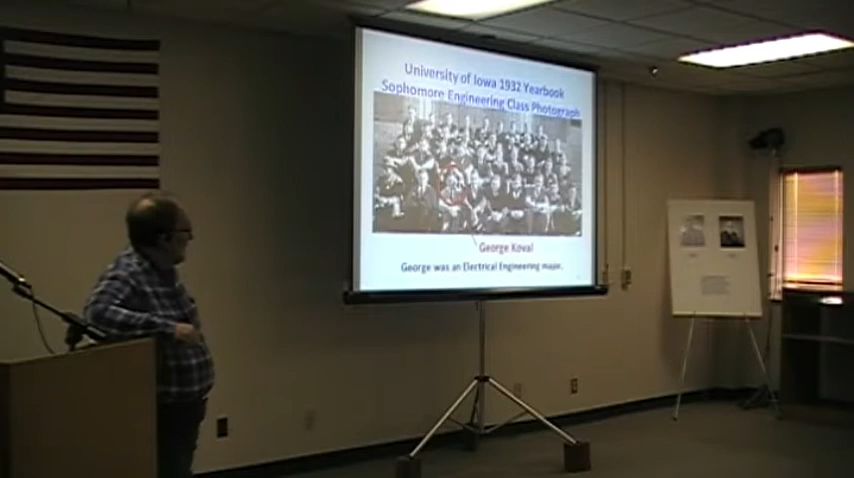 University of Iowa 1932 Yearbook
Sophomore Engineering Class Photograph
George Koval
George was an Electrical Engineering major.